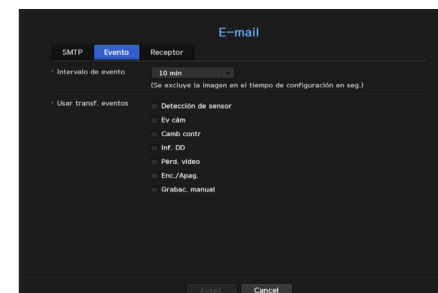 E-mail
SMTP Evento Receptor
· Intervalo de evento 10 min
(Se excluye la imagen en el tiempo de configuración en seg.)
· Usar transf. eventos Detección de sensor
Ev cám
Camb contr
Inf. DD
Pérd. vídeo
Enc./Apag.
Grabac. manual
Acept. Cancel